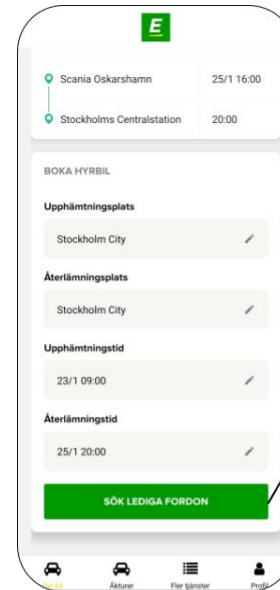 E
Scania Oskarshamn 25/1 16:00
Stockholms Centralstation 20:00
BOKA HYRBIL
Upphämtningsplats
Stockholm City
Återlämningsplats
Stockholm City
Upphämtningstid
23/1 09:00
Återlämningstid
25/1 20:00
SÖK LEDIGA FORDON
Åkturer Fler tjänster Profil